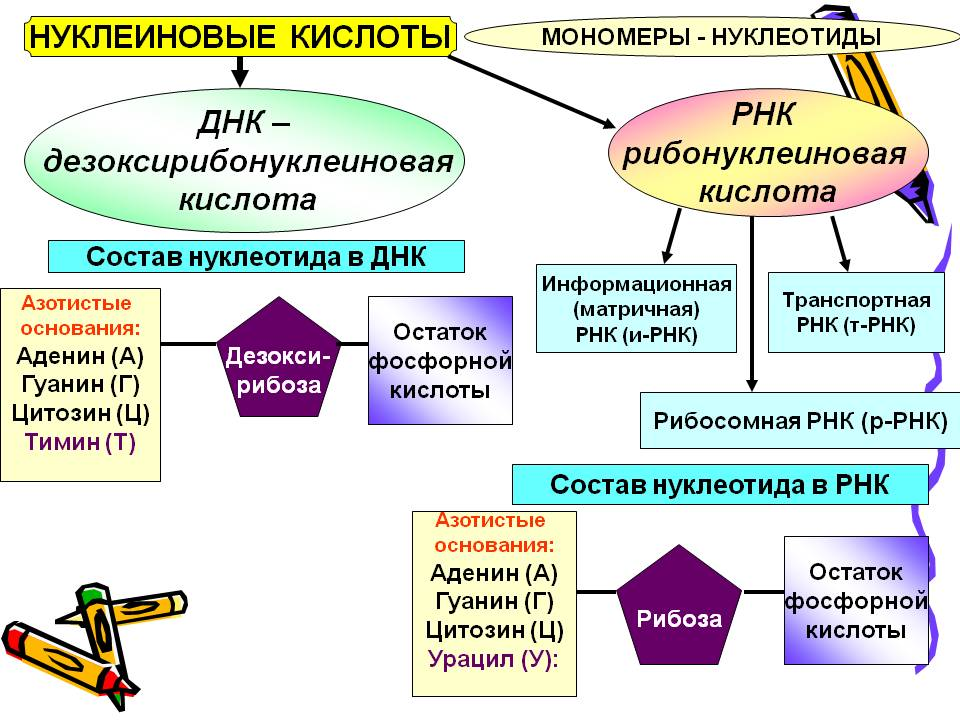 НУКЛЕИНОВЫЕ КИСЛОТЫ
МОНОМЕРЫ - НУКЛЕОТИДЫ
ДНК –
дезоксирибонуклеиновая
кислота
РНК
рибонуклеиновая
кислота
Состав нуклеотида в ДНК
Азотистые
основания:
Аденин (А)
Гуанин (Г)
Цитозин (Ц)
Тимин (Т)
Дезокси-
рибоза
Остаток
фосфорной
кислоты
Информационная
(матричная)
РНК (и-РНК)
Транспортная
РНК (т-РНК)
Рибосомная РНК (р-РНК)
Состав нуклеотида в РНК
Азотистые
основания:
Аденин (А)
Гуанин (Г)
Цитозин (Ц)
Урацил (У):
Рибоза
Остаток
фосфорной
кислоты